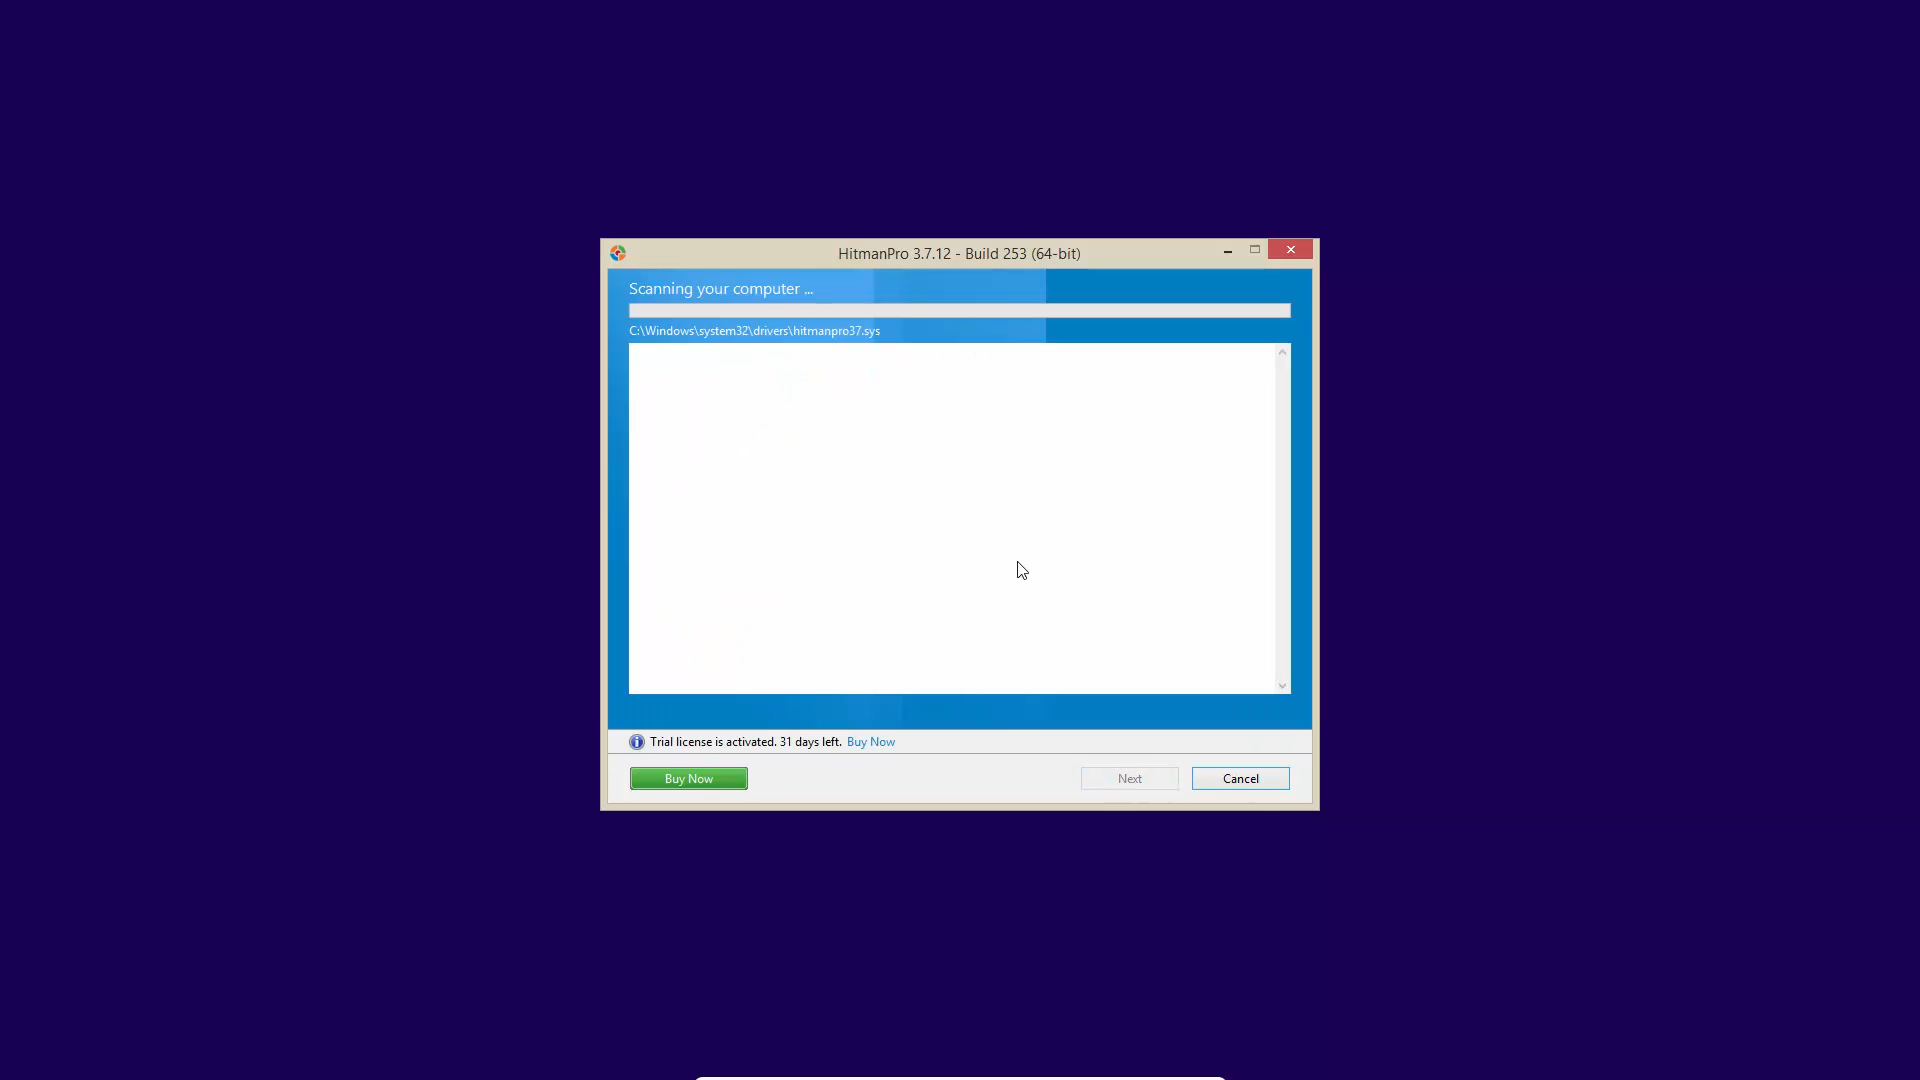 HitmanPro 3.7.12 - Build 253 (64-bit)
Scanning your computer ...
C:\Windows\system32\drivers\hitmanpro37.sys
Trial license is activated. 31 days left. Buy Now
Buy Now
Next
Cancel